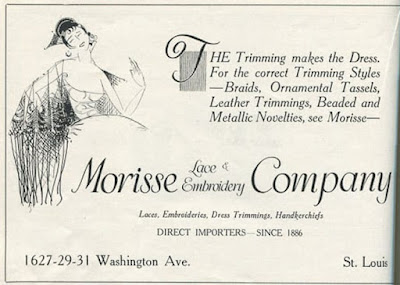 THE Trimming makes the Dress.
For the correct Trimming Styles
—Braids, Ornamental Tassels,
Leather Trimmings, Beaded and
Metallic Novelties, see Morisse—
Morisse Lace & Embroidery Company
Laces, Embroideries, Dress Trimmings, Handkerchiefs
DIRECT IMPORTERS—SINCE 1886
1627-29-31 Washington Ave. St. Louis